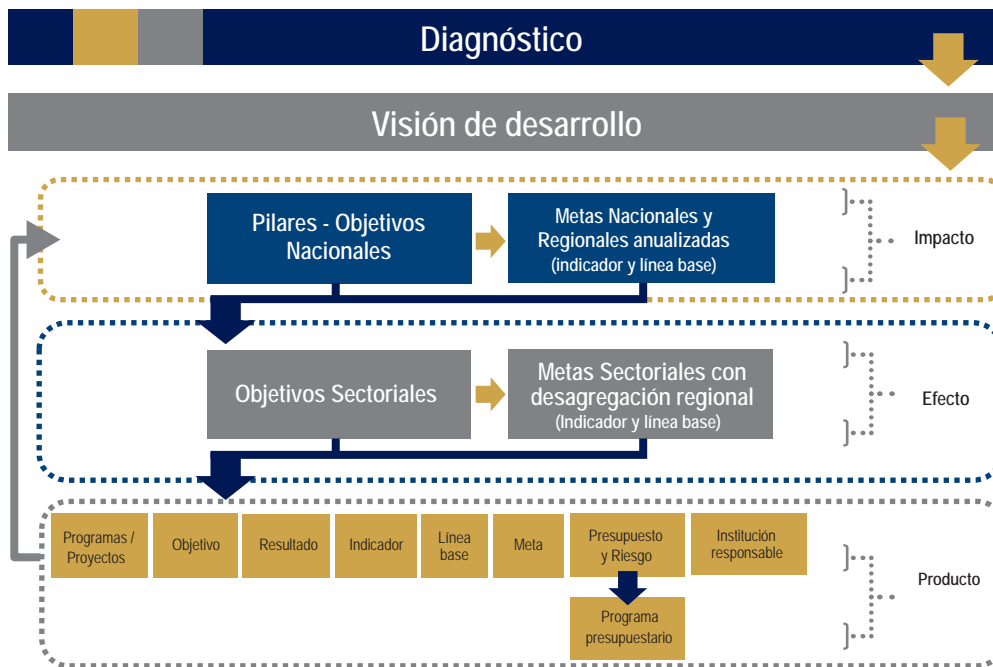 Diagnóstico
Visión de desarrollo
Pilares - Objetivos
Nacionales
Metas Nacionales y
Regionales anualizadas
(indicador y línea base)
Impacto
Objetivos Sectoriales
Metas Sectoriales con
desagregación regional
(Indicador y línea base)
Efecto
Programas /
Proyectos
Objetivo
Resultado
Indicador
Línea
base
Meta
Presupuesto
y Riesgo
Institución
responsable
Producto
Programa
presupuestario